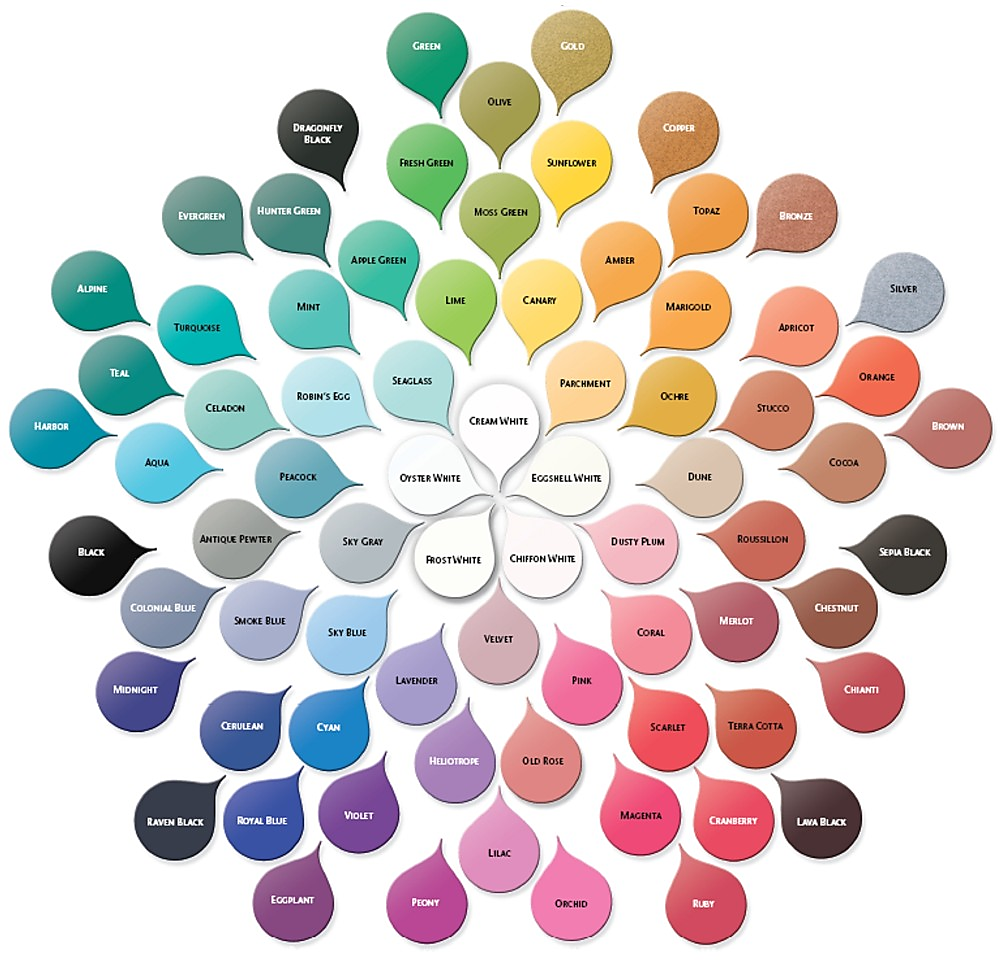 GREEN
GOLD
OLIVE
DRAGONFLY
BLACK
COPPER
FRESH GREEN
SUNFLOWER
EVERGREEN
HUNTER GREEN
MOSS GREEN
TOPAZ
BRONZE
APPLE GREEN
AMBER
ALPINE
SILVER
MINT
LIME
CANARY
MARIGOLD
TURQUOISE
APRICOT
TEAL
ORANGE
SEAGLASS
PARCHMENT
ROBIN'S EGG
OCHRE
CELADON
STUCCO
HARBOR
CREAM WHITE
BROWN
AQUA
COCOA
PEACOCK
OYSTER WHITE
EGGSHELL WHITE
DUNE
ANTIQUE PEWTER
SKY GRAY
DUSTY PLUM
ROUSSILLON
BLACK
SEPIA BLACK
FROST WHITE
CHIFFON WHITE
COLONIAL BLUE
CHESTNUT
SMOKE BLUE
MERLOT
SKY BLUE
VELVET
CORAL
LAVENDER
PINK
MIDNIGHT
CHIANTI
CERULEAN
CYAN
SCARLET
TERRA COTTA
HELIOTROPE
OLD ROSE
RAVEN BLACK
ROYAL BLUE
VIOLET
MAGENTA
CRANBERRY
LAVA BLACK
LILAC
EGGPLANT
PEONY
ORCHID
RUBY